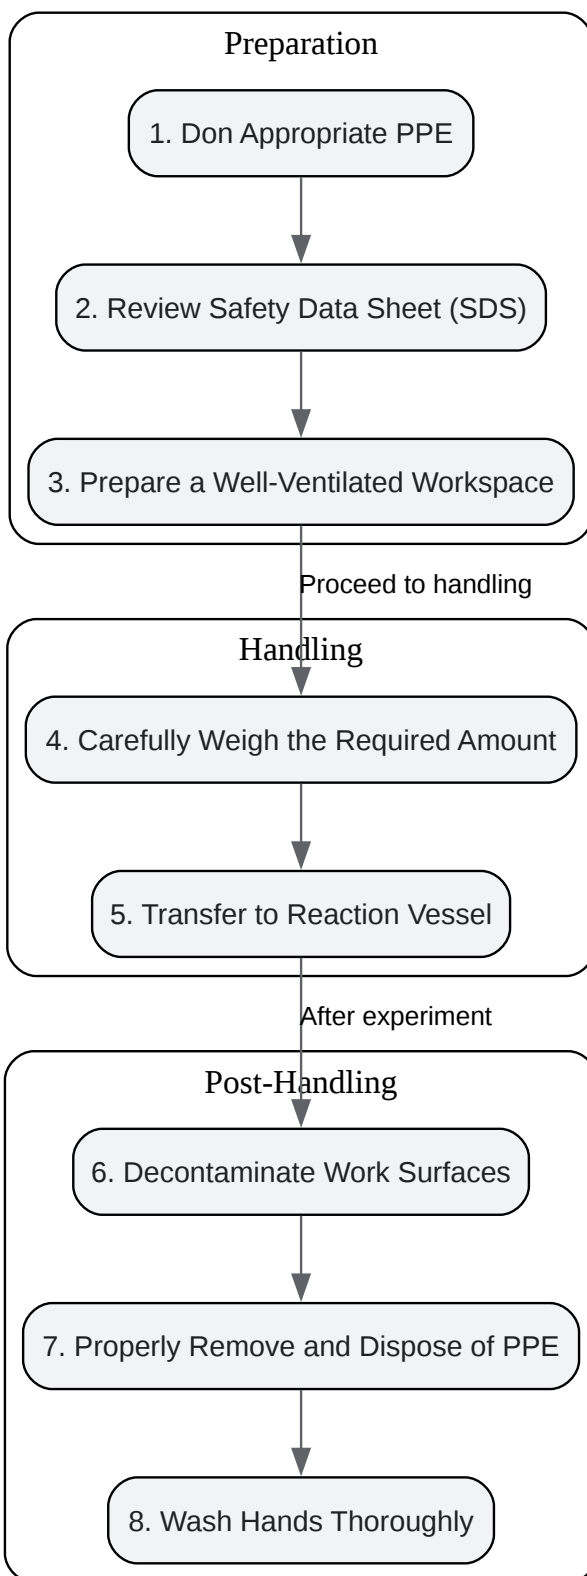 Preparation
1. Don Appropriate PPE
2. Review Safety Data Sheet (SDS)
3. Prepare a Well-Ventilated Workspace
Proceed to handling
Handling
4. Carefully Weigh the Required Amount
5. Transfer to Reaction Vessel
After experiment
Post-Handling
6. Decontaminate Work Surfaces
7. Properly Remove and Dispose of PPE
8. Wash Hands Thoroughly